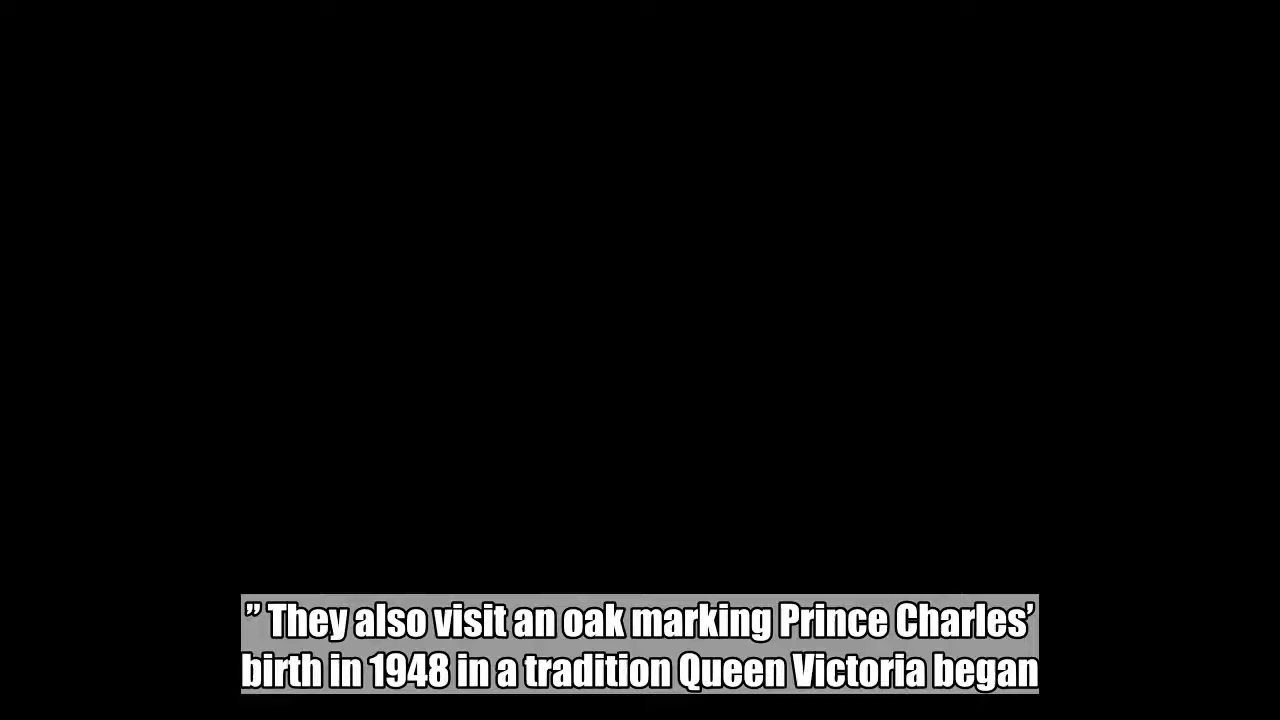 ” They also visit an oak marking Prince Charles’
birth in 1948 in a tradition Queen Victoria began